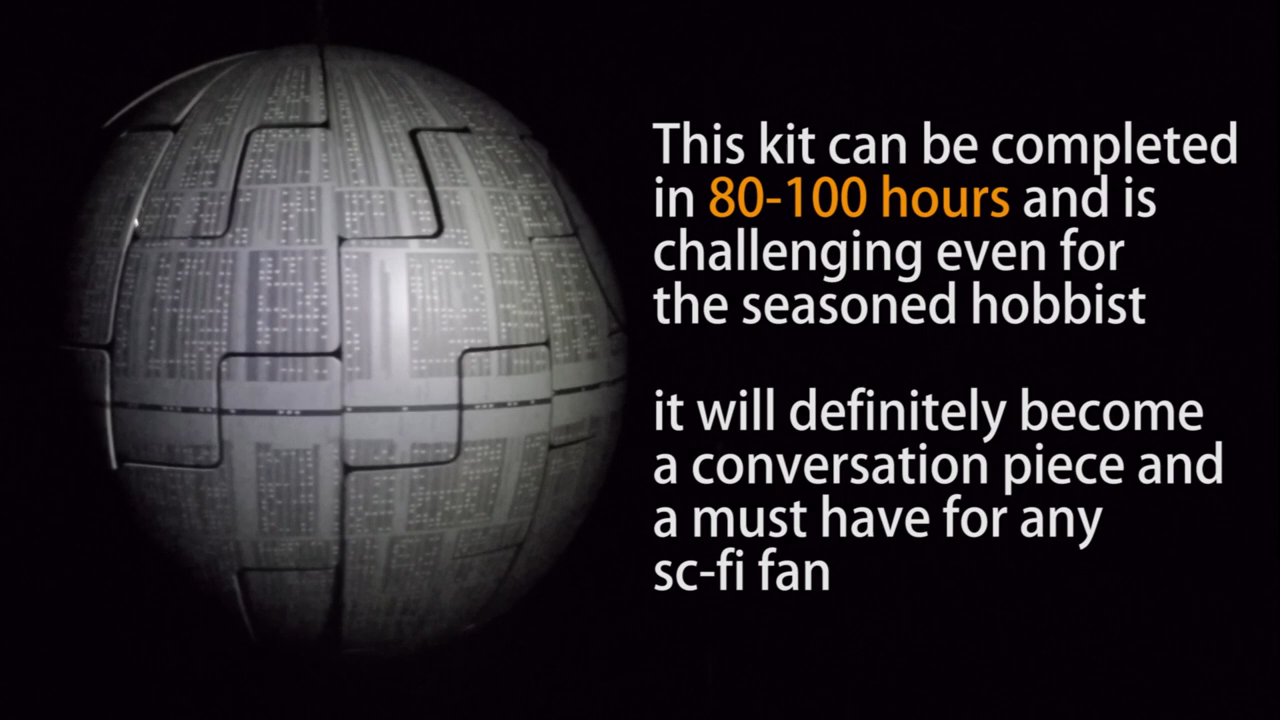 This kit can be completed
in 80-100 hours and is
challenging even for
the seasoned hobbist
it will definitely become
a conversation piece and
a must have for any
sc-fi fan